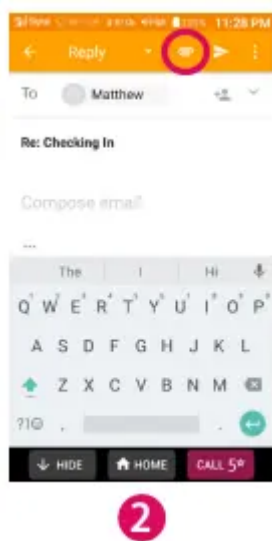 11:28 PM
Reply
To Matthew
Re: Checking In
Compose email
...
The I Hi
Q W E R T Y U I O P
A S D F G H J K L
Z X C V B N M
?1☺ , .
HIDE HOME CALL 5*
2